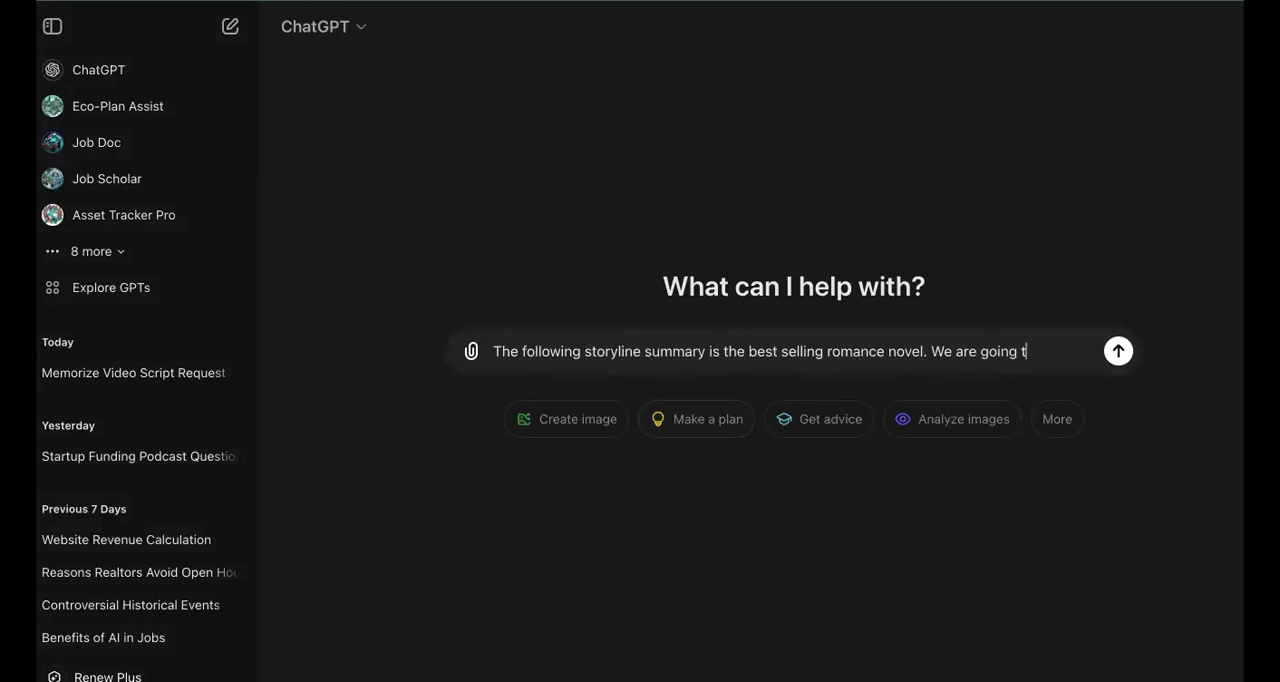 ChatGPT
ChatGPT
Eco-Plan Assist
Job Doc
Job Scholar
Asset Tracker Pro
8 more
Explore GPTs
Today
Memorize Video Script Request
Yesterday
Startup Funding Podcast Questio
Previous 7 Days
Website Revenue Calculation
Reasons Realtors Avoid Open Hou
Controversial Historical Events
Benefits of AI in Jobs
Renew Plus
What can I help with?
The following storyline summary is the best selling romance novel. We are going t
Create image
Make a plan
Get advice
Analyze images
More